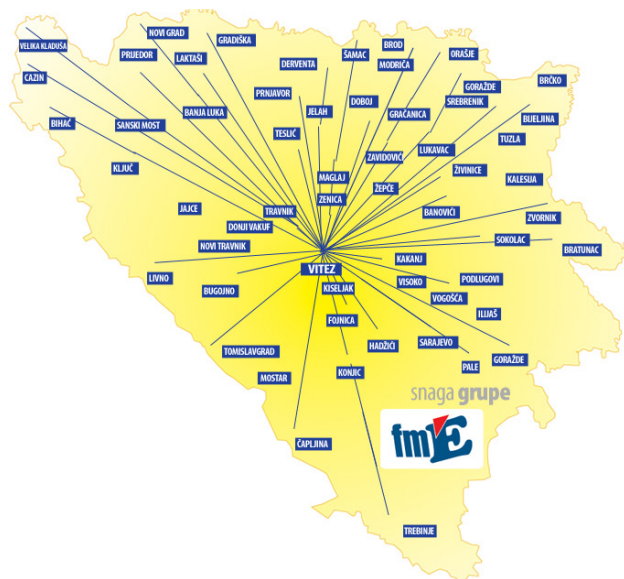 NOVI GRAD
GRADIŠKA
VELIKA KLADUŠA
PRIJEDOR
LAKTAŠI
DERVENTA
ŠAMAC
BROD
MODRIČA
ORAŠJE
CAZIN
GORAŽDE
BRČKO
PRNJAVOR
DOBOJ
SREBRENIK
BIHAĆ
SANSKI MOST
BANJA LUKA
JELAH
GRAČANICA
BIJELJINA
TESLIĆ
TUZLA
ZAVIDOVIĆI
LUKAVAC
KLJUČ
MAGLAJ
ŽEPČE
ŽIVINICE
KALESIJA
ZENICA
JAJCE
TRAVNIK
BANOVIĆI
ZVORNIK
DONJI VAKUF
NOVI TRAVNIK
SOKOLAC
BRATUNAC
VITEZ
KAKANJ
LIVNO
BUGOJNO
KISELJAK
VISOKO
PODLUGOVI
VOGOŠĆA
ILIJAŠ
FOJNICA
TOMISLAVGRAD
HADŽIĆI
SARAJEVO
GORAŽDE
MOSTAR
KONJIC
PALE
snaga grupe
fmE
ČAPLJINA
TREBINJE